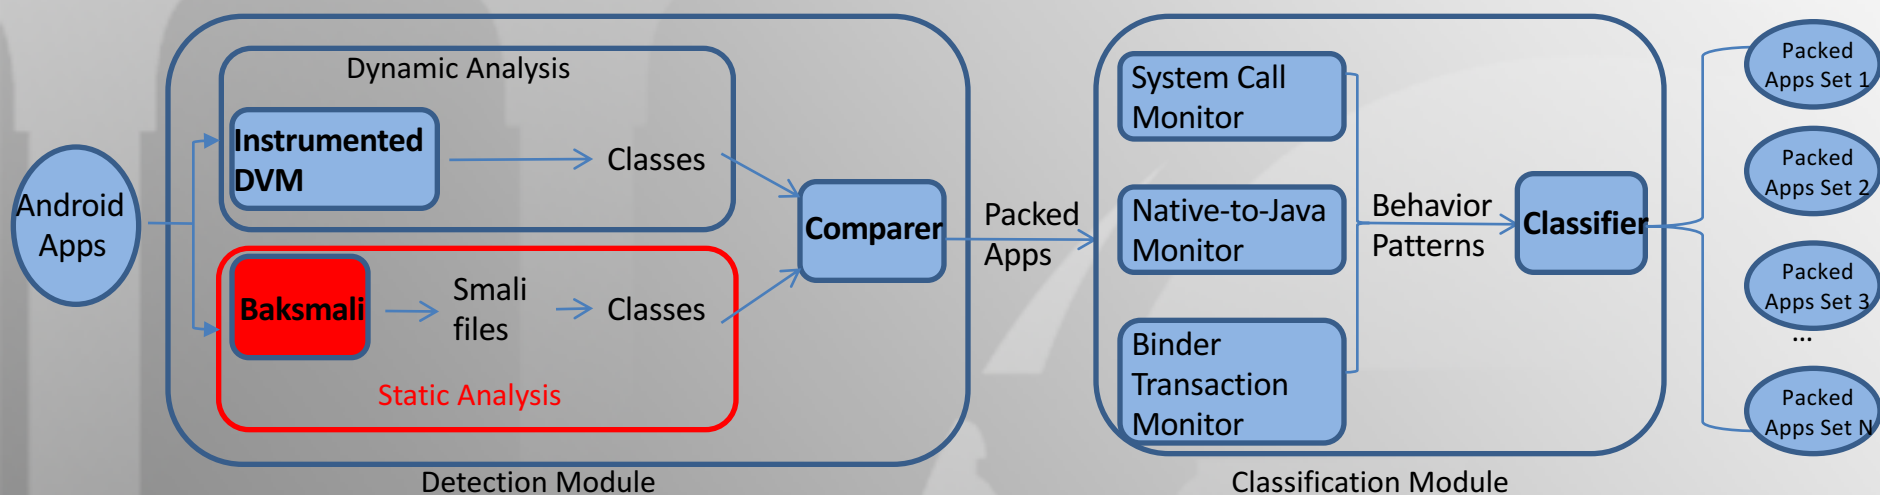 Android
Apps
Dynamic Analysis
Instrumented
DVM
Classes
Baksmali
Smali
files
Classes
Static Analysis
Comparer
Detection Module
Packed
Apps
System Call
Monitor
Native-to-Java
Monitor
Binder
Transaction
Monitor
Behavior
Patterns
Classifier
Classification Module
Packed
Apps Set 1
Packed
Apps Set 2
Packed
Apps Set 3
...
Packed
Apps Set N